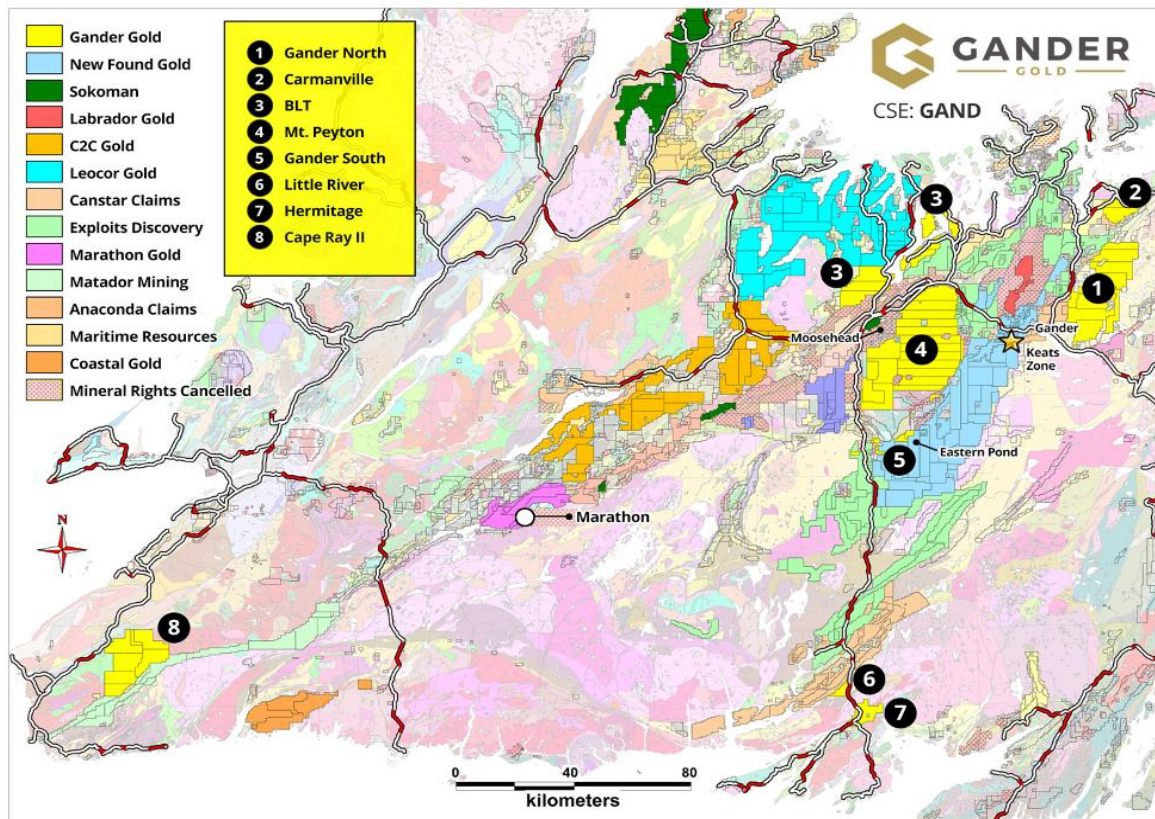 Gander Gold
New Found Gold
Sokoman
Labrador Gold
C2C Gold
Leocor Gold
Canstar Claims
Exploits Discovery
Marathon Gold
Matador Mining
Anaconda Claims
Maritime Resources
Coastal Gold
Mineral Rights Cancelled
1 Gander North
2 Carmanville
3 BLT
4 Mt. Peyton
5 Gander South
6 Little River
7 Hermitage
8 Cape Ray II
GANDER
GOLD
CSE: GAND
2
3
3
1
Gander
Moosehead
Keats
Zone
4
Eastern Pond
5
Marathon
N
8
6
7
0 40 80
kilometers